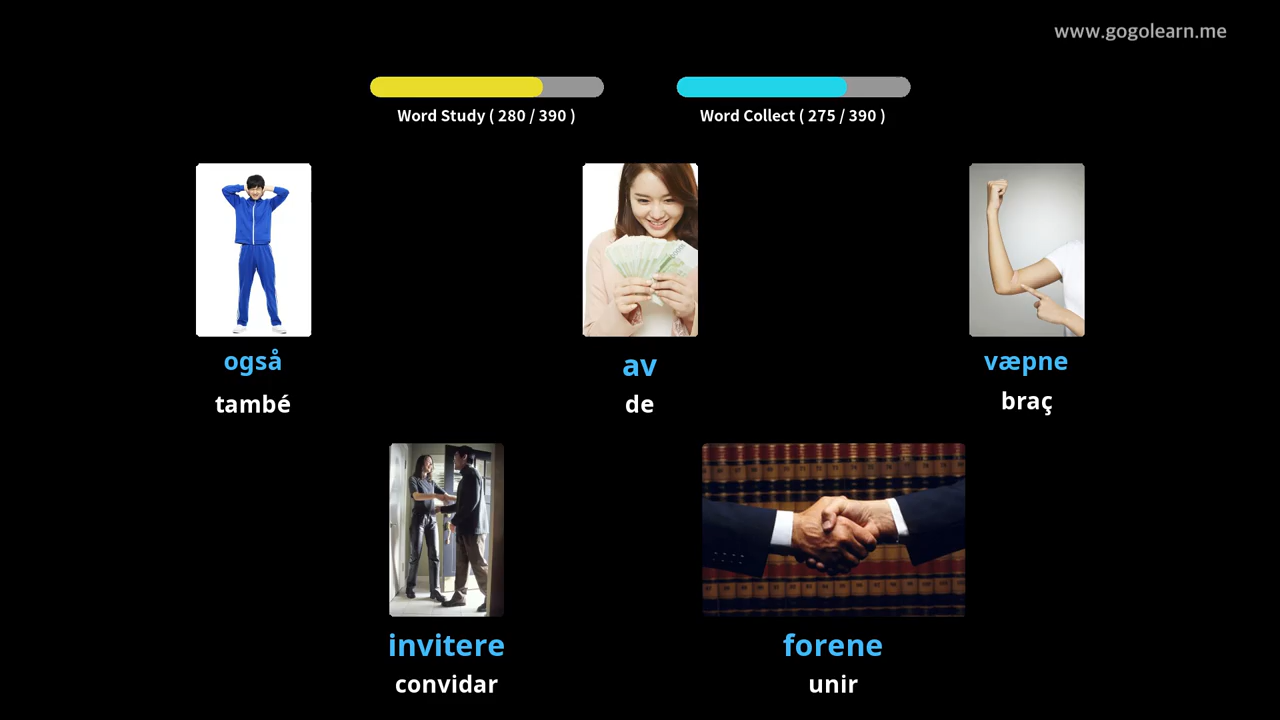 www.gogolearn.me
Word Study ( 280 / 390 )
Word Collect ( 275 / 390 )
også
av
væpne
també
de
braç
invitere
forene
convidar
unir